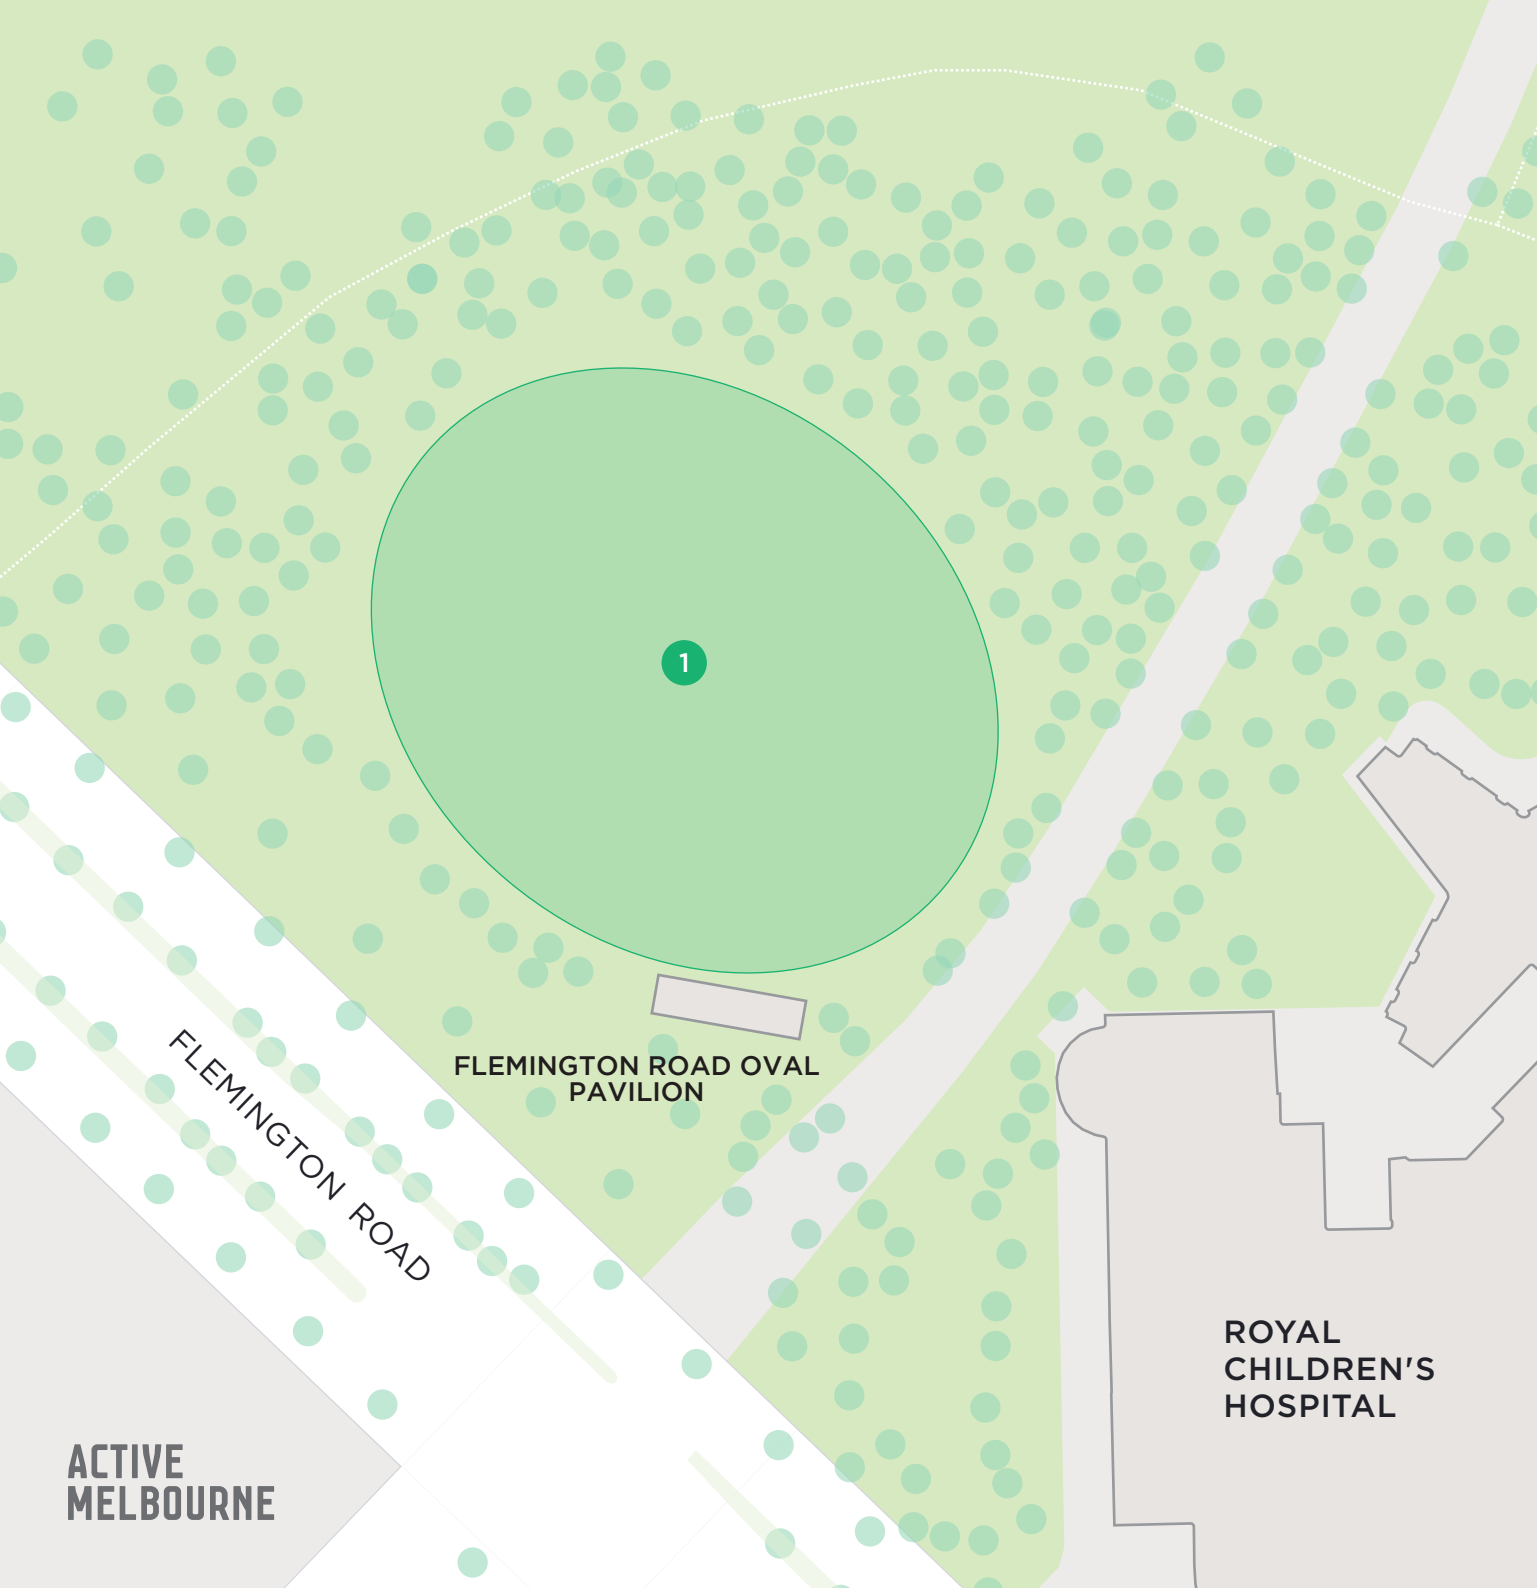 1
FLEMINGTON ROAD OVAL
PAVILION
FLEMINGTON ROAD
ROYAL
CHILDREN'S
HOSPITAL
ACTIVE
MELBOURNE